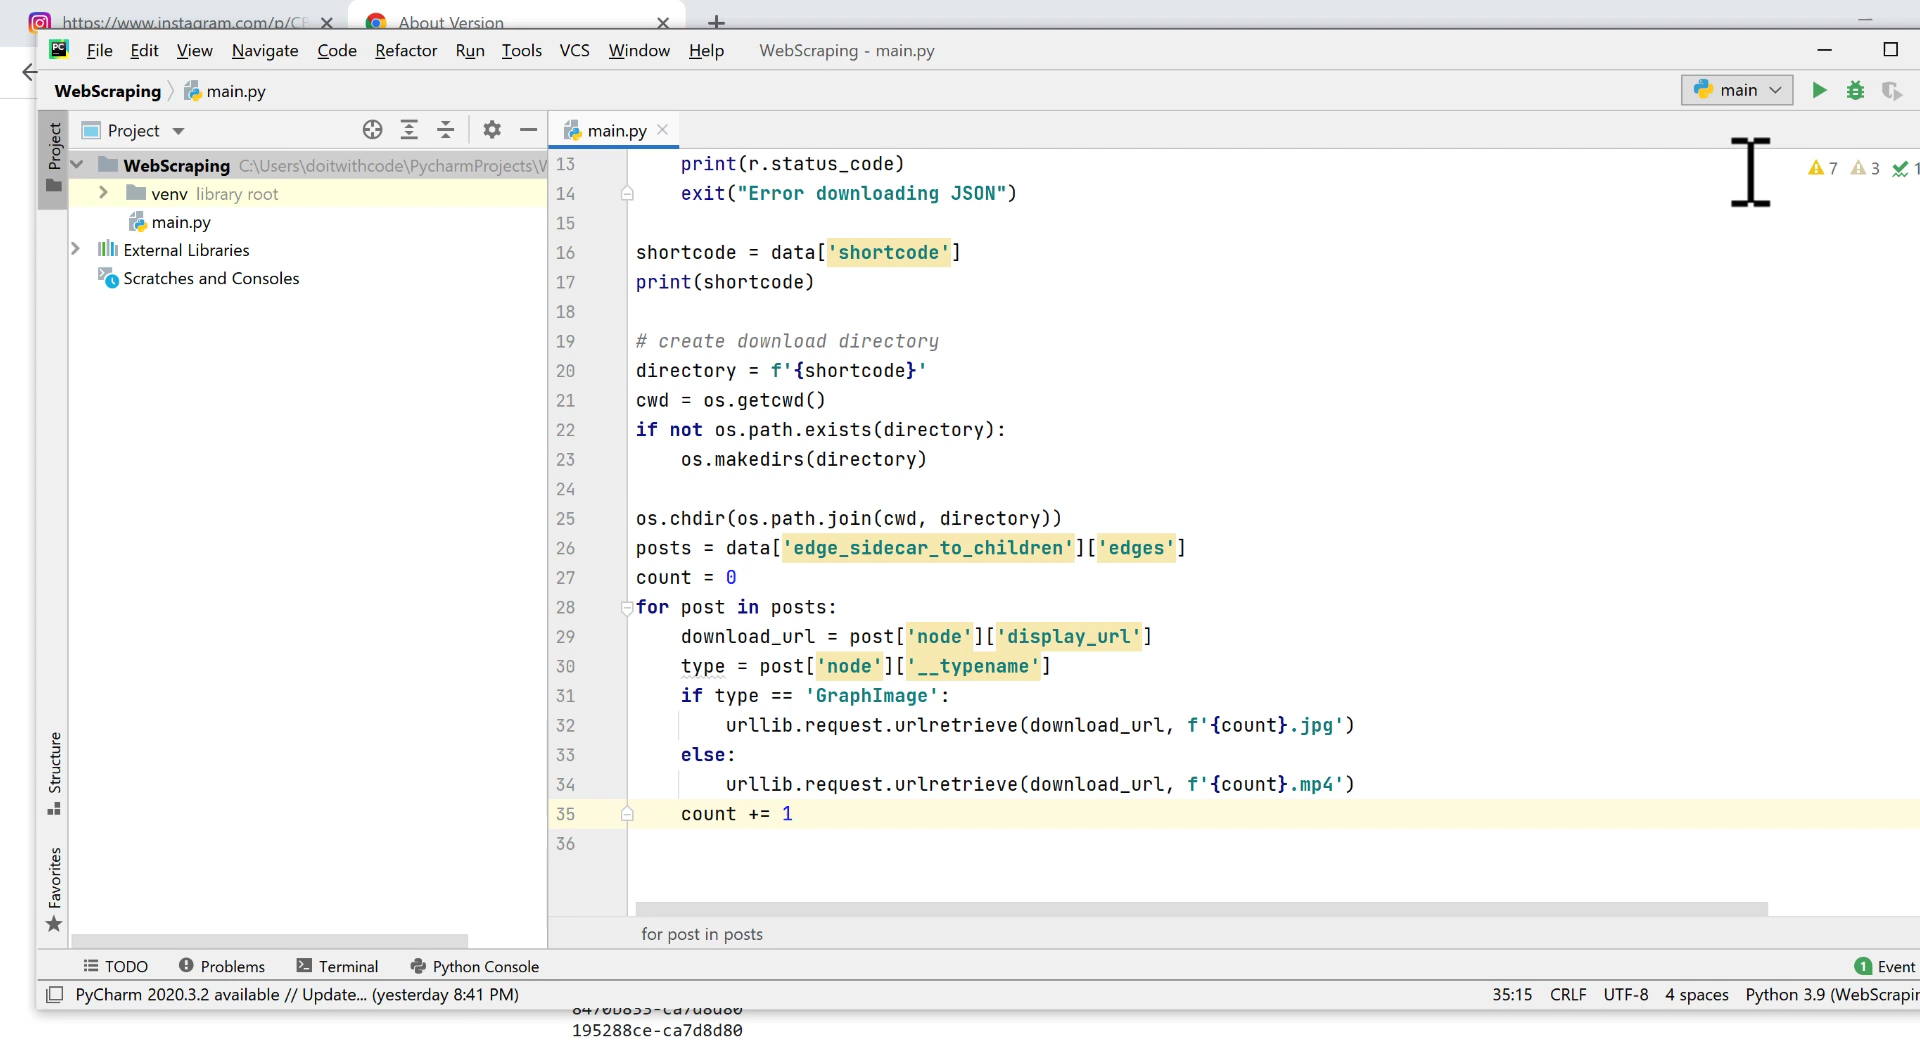 https://www.instagram.com/p/CE
About Version
File Edit View Navigate Code Refactor Run Tools VCS Window Help WebScraping - main.py
WebScraping main.py
main
Project
Project
main.py
WebScraping C:\Users\doitwithcode\PycharmProjects\W
venv library root
main.py
External Libraries
Scratches and Consoles
7 3 1
13 print(r.status_code)
14 exit("Error downloading JSON")
15
16 shortcode = data['shortcode']
17 print(shortcode)
18
19 # create download directory
20 directory = f'{shortcode}'
21 cwd = os.getcwd()
22 if not os.path.exists(directory):
23 os.makedirs(directory)
24
25 os.chdir(os.path.join(cwd, directory))
26 posts = data['edge_sidecar_to_children']['edges']
27 count = 0
28 for post in posts:
29 download_url = post['node']['display_url']
30 type = post['node']['__typename']
31 if type == 'GraphImage':
32 urllib.request.urlretrieve(download_url, f'{count}.jpg')
33 else:
34 urllib.request.urlretrieve(download_url, f'{count}.mp4')
35 count += 1
36
Structure
Favorites
for post in posts
TODO Problems Terminal Python Console
1 Event
PyCharm 2020.3.2 available // Update... (yesterday 8:41 PM)
35:15 CRLF UTF-8 4 spaces Python 3.9 (WebScrapin
195288ce-ca7d8d80